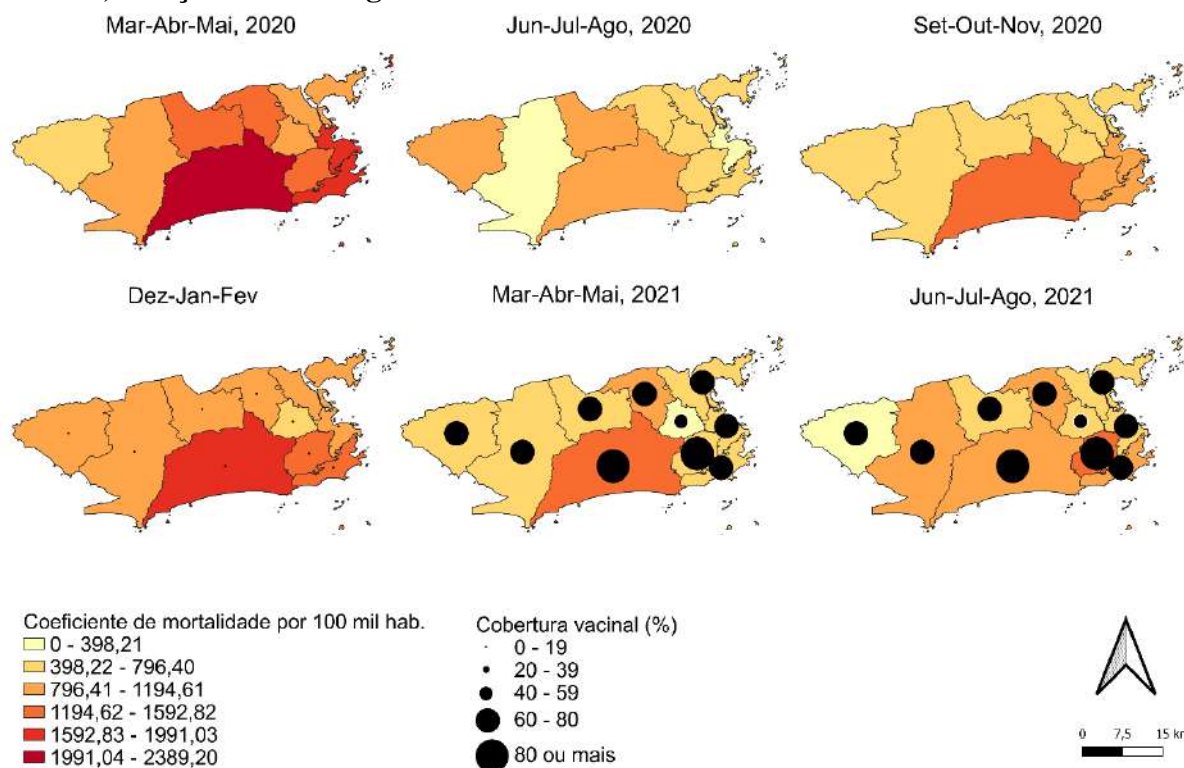 Mar-Abr-Mai, 2020
Jun-Jul-Ago, 2020
Set-Out-Nov, 2020
Dez-Jan-Fev
Mar-Abr-Mai, 2021
Jun-Jul-Ago, 2021
Coeficiente de mortalidade por 100 mil hab.
0 - 398,21
398,22 - 796,40
796,41 - 1194,61
1194,62 - 1592,82
1592,83 - 1991,03
1991,04 - 2389,20
Cobertura vacinal (%)
0 - 19
20 - 39
40 - 59
60 - 80
80 ou mais
0 7,5 15 km